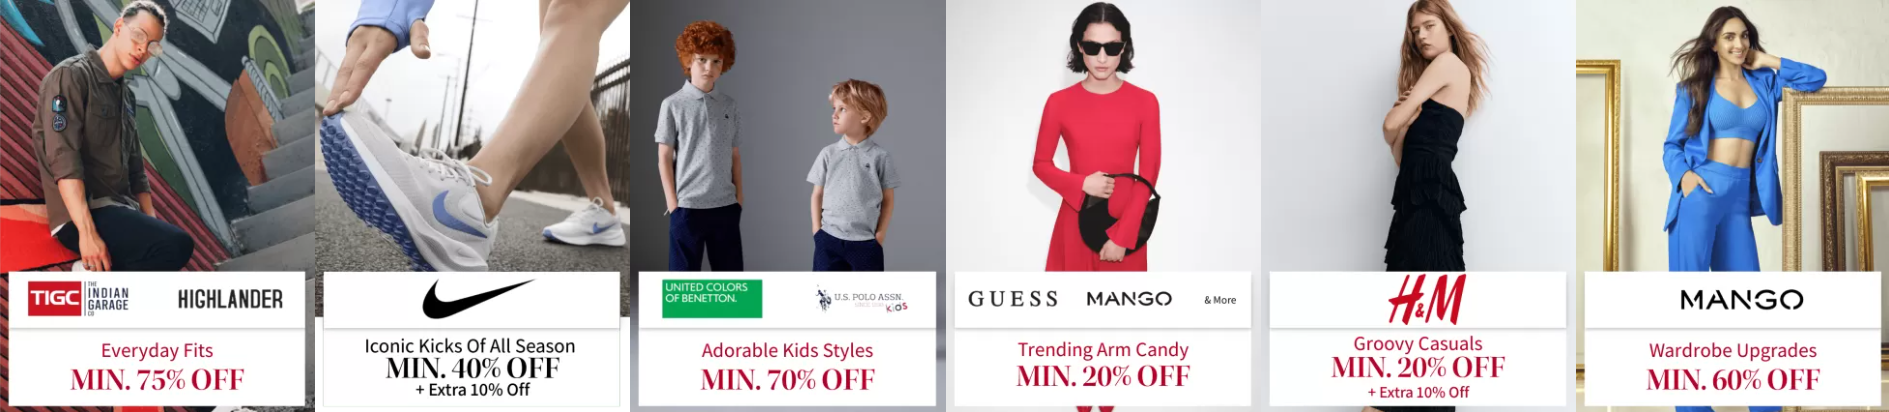 TIGC THE INDIAN GARAGE CO
HIGHLANDER
Everyday Fits
MIN. 75% OFF
Iconic Kicks Of All Season
MIN. 40% OFF
+ Extra 10% Off
UNITED COLORS
OF BENETTON.
U.S. POLO ASSN.
SINCE 1890
KIDS
Adorable Kids Styles
MIN. 70% OFF
GUESS MANGO & More
Trending Arm Candy
MIN. 20% OFF
H&M
Groovy Casuals
MIN. 20% OFF
+ Extra 10% Off
MANGO
Wardrobe Upgrades
MIN. 60% OFF